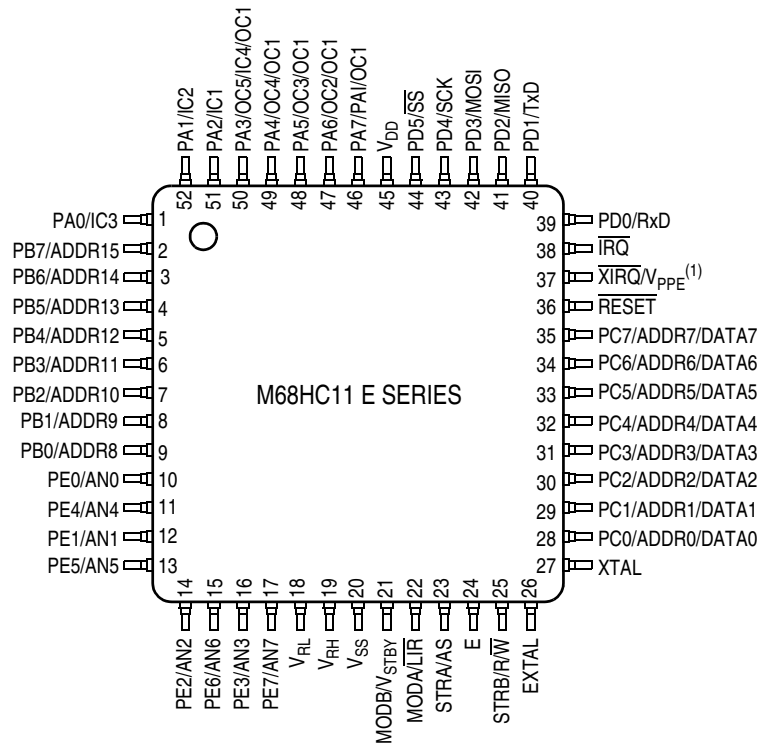 PA1/IC2
PA2/IC1
PA3/OC5/IC4/OC1
PA4/OC4/OC1
PA5/OC3/OC1
PA6/OC2/OC1
PA7/PAI/OC1
VDD
PD5/S̅S̅
PD4/SCK
PD3/MOSI
PD2/MISO
PD1/TxD
52
51
50
49
48
47
46
45
44
43
42
41
40
PA0/IC3 1
PB7/ADDR15 2
PB6/ADDR14 3
PB5/ADDR13 4
PB4/ADDR12 5
PB3/ADDR11 6
PB2/ADDR10 7
PB1/ADDR9 8
PB0/ADDR8 9
PE0/AN0 10
PE4/AN4 11
PE1/AN1 12
PE5/AN5 13
M68HC11 E SERIES
39 PD0/RxD
38 I̅R̅Q̅
37 X̅I̅R̅Q̅/VPPE(1)
36 R̅E̅S̅E̅T̅
35 PC7/ADDR7/DATA7
34 PC6/ADDR6/DATA6
33 PC5/ADDR5/DATA5
32 PC4/ADDR4/DATA4
31 PC3/ADDR3/DATA3
30 PC2/ADDR2/DATA2
29 PC1/ADDR1/DATA1
28 PC0/ADDR0/DATA0
27 XTAL
14
15
16
17
18
19
20
21
22
23
24
25
26
PE2/AN2
PE6/AN6
PE3/AN3
PE7/AN7
VRL
VRH
VSS
MODB/VSTBY
MODA/L̅I̅R̅
STRA/AS
E
STRB/R/W̅
EXTAL